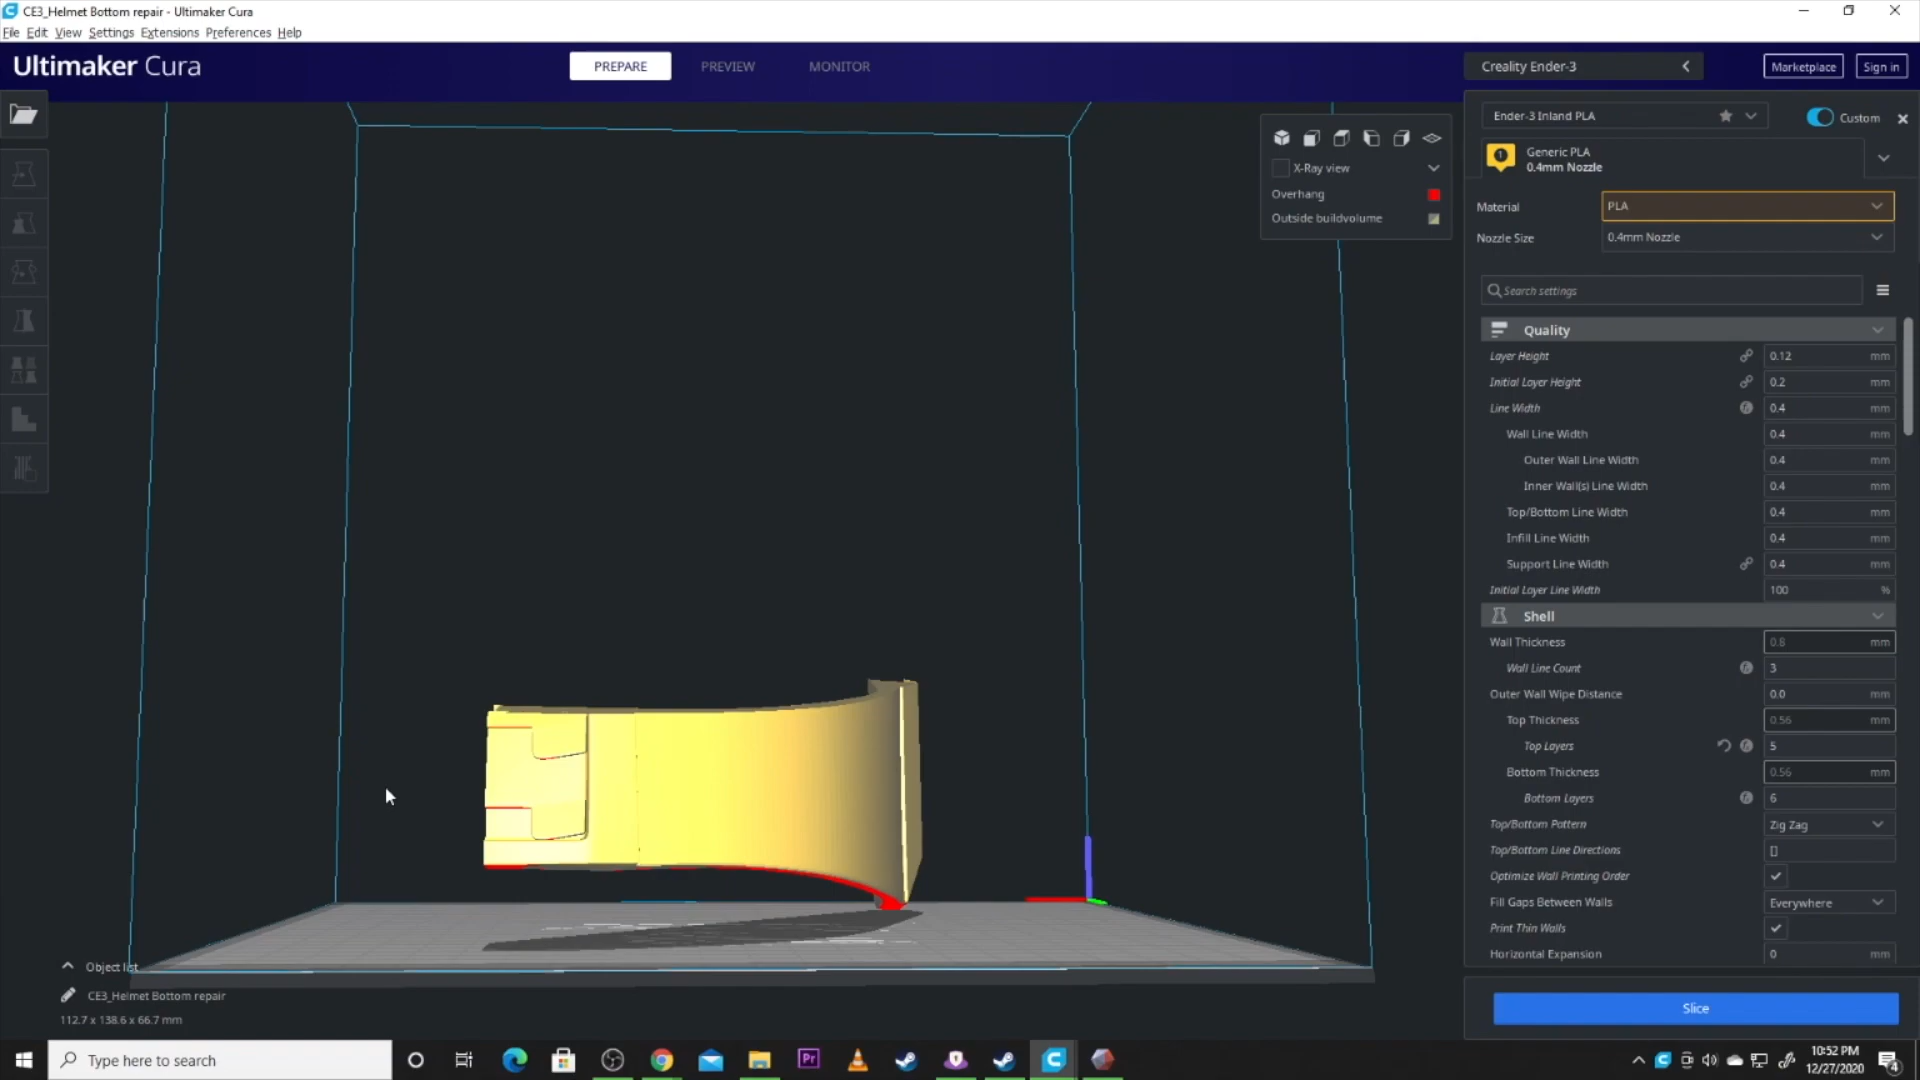 CE3_Helmet Bottom repair - Ultimaker Cura
File Edit View Settings Extensions Preferences Help
Ultimaker Cura
PREPARE
PREVIEW
MONITOR
Creality Ender-3
Marketplace
Sign in
Ender-3 Inland PLA
Custom
1
Generic PLA
0.4mm Nozzle
Material
PLA
Nozzle Size
0.4mm Nozzle
X-Ray view
Overhang
Outside buildvolume
Search settings
Quality
Layer Height 0.12 mm
Initial Layer Height 0.2 mm
Line Width 0.4 mm
Wall Line Width 0.4 mm
Outer Wall Line Width 0.4 mm
Inner Wall(s) Line Width 0.4 mm
Top/Bottom Line Width 0.4 mm
Infill Line Width 0.4 mm
Support Line Width 0.4 mm
Initial Layer Line Width 100 %
Shell
Wall Thickness 0.8 mm
Wall Line Count 3
Outer Wall Wipe Distance 0.0 mm
Top Thickness 0.56 mm
Top Layers 5
Bottom Thickness 0.56 mm
Bottom Layers 6
Top/Bottom Pattern Zig Zag
Top/Bottom Line Directions []
Optimize Wall Printing Order
Fill Gaps Between Walls Everywhere
Print Thin Walls
Horizontal Expansion 0 mm
Object list
CE3_Helmet Bottom repair
112.7 x 138.6 x 66.7 mm
Slice
Type here to search
Pr
10:52 PM
12/27/2020
4